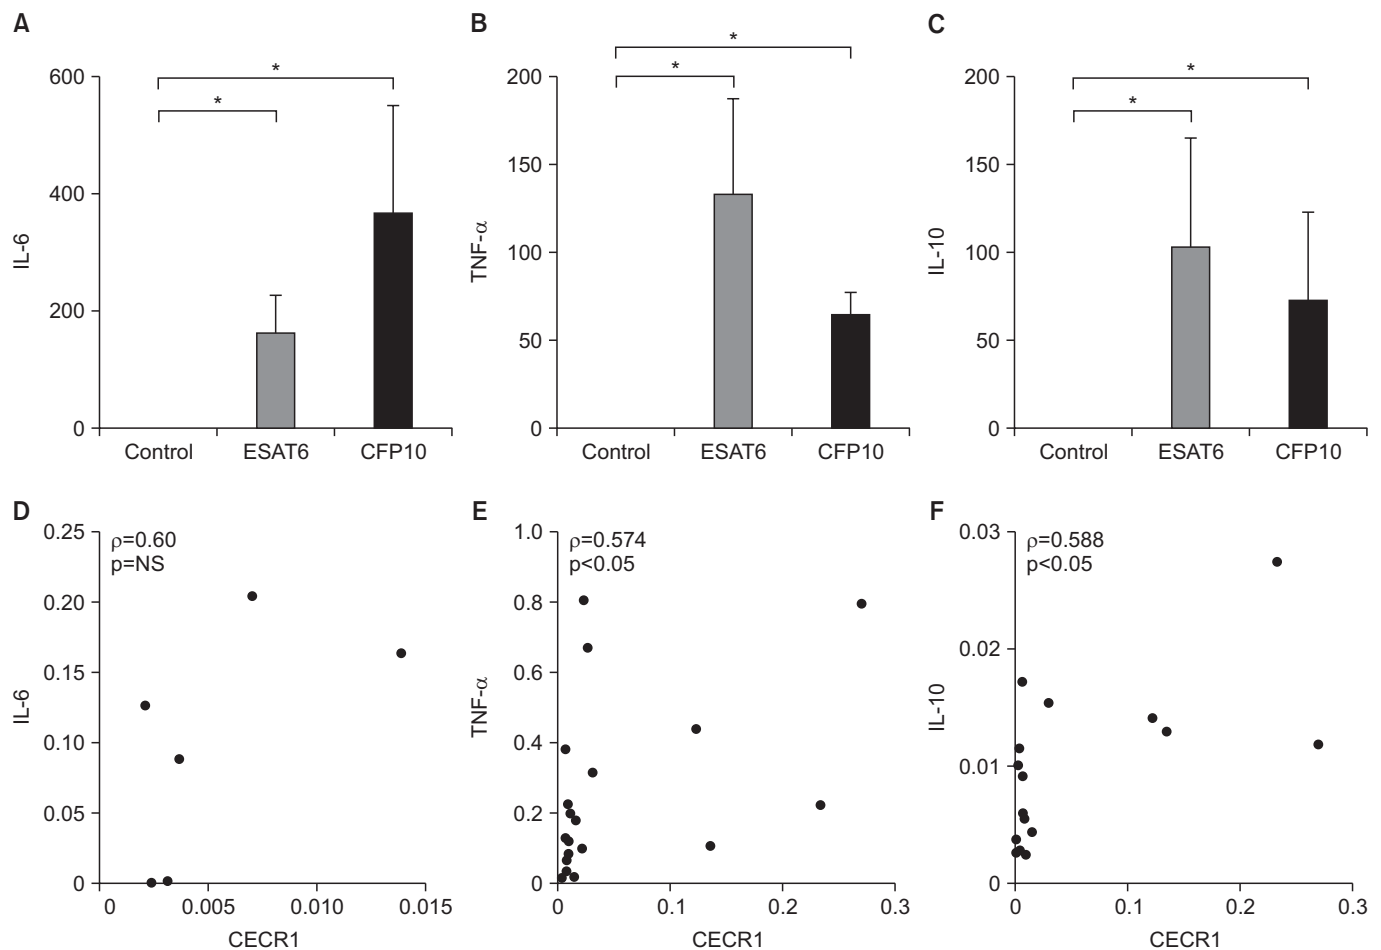 A
B
C
*
*
600
400
200
0
IL-6
Control
ESAT6
CFP10
*
*
200
150
100
50
0
TNF-α
Control
ESAT6
CFP10
*
*
200
150
100
50
0
IL-10
Control
ESAT6
CFP10
D
E
F
ρ=0.60
p=NS
0.25
0.20
0.15
0.10
0.05
0
IL-6
0
0.005
0.010
0.015
CECR1
ρ=0.574
p<0.05
1.0
0.8
0.6
0.4
0.2
0
TNF-α
0
0.1
0.2
0.3
CECR1
ρ=0.588
p<0.05
0.03
0.02
0.01
0
IL-10
0
0.1
0.2
0.3
CECR1